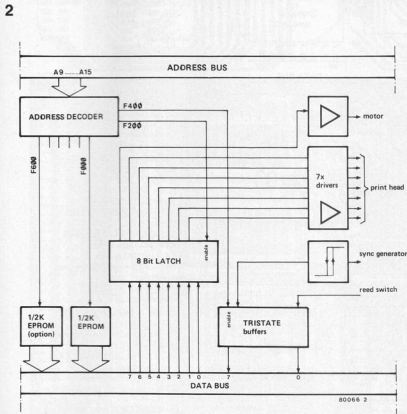 2
ADDRESS BUS
A9 ........ A15
ADDRESS DECODER
F400
F200
motor
F600
F000
7x
drivers
print head
enable
8 Bit LATCH
sync generator
reed switch
1/2K
EPROM
(option)
1/2K
EPROM
enable
TRISTATE
buffers
7 6 5 4 3 2 1 0
7 0
DATA BUS
80066 2